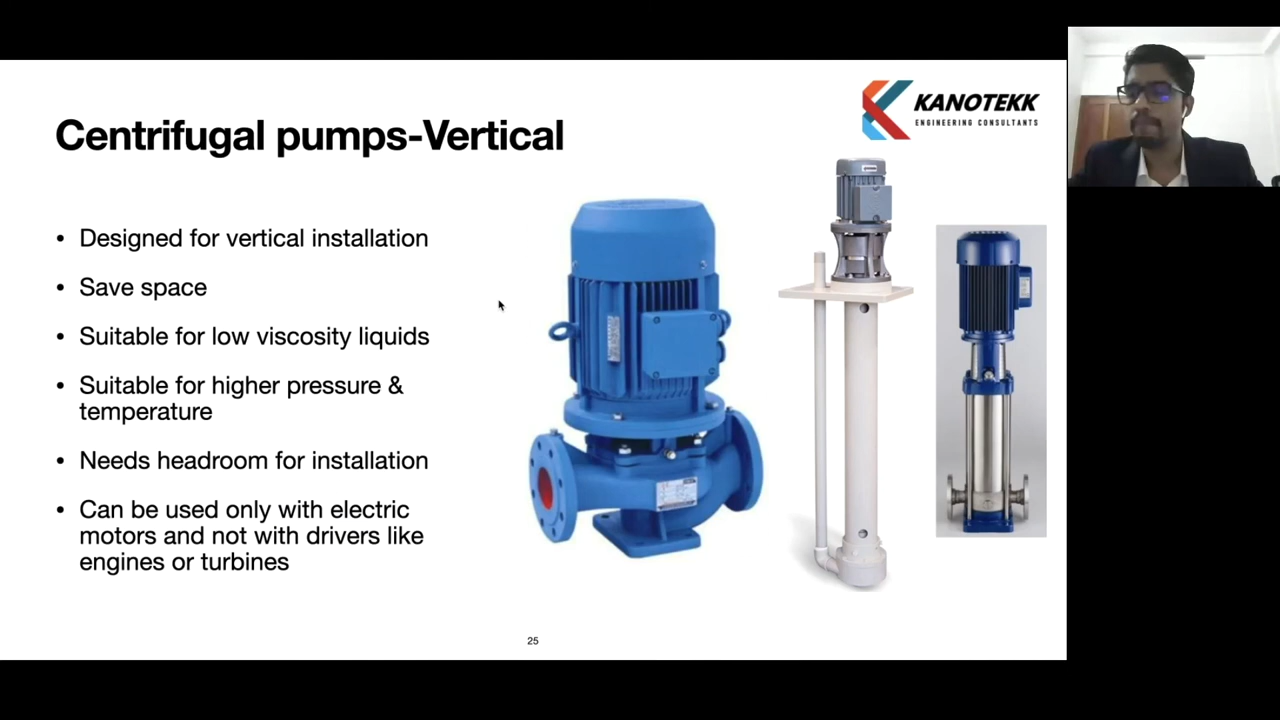 KANOTEKK
ENGINEERING CONSULTANTS
Centrifugal pumps-Vertical
• Designed for vertical installation
• Save space
• Suitable for low viscosity liquids
• Suitable for higher pressure &
temperature
• Needs headroom for installation
• Can be used only with electric
motors and not with drivers like
engines or turbines
25